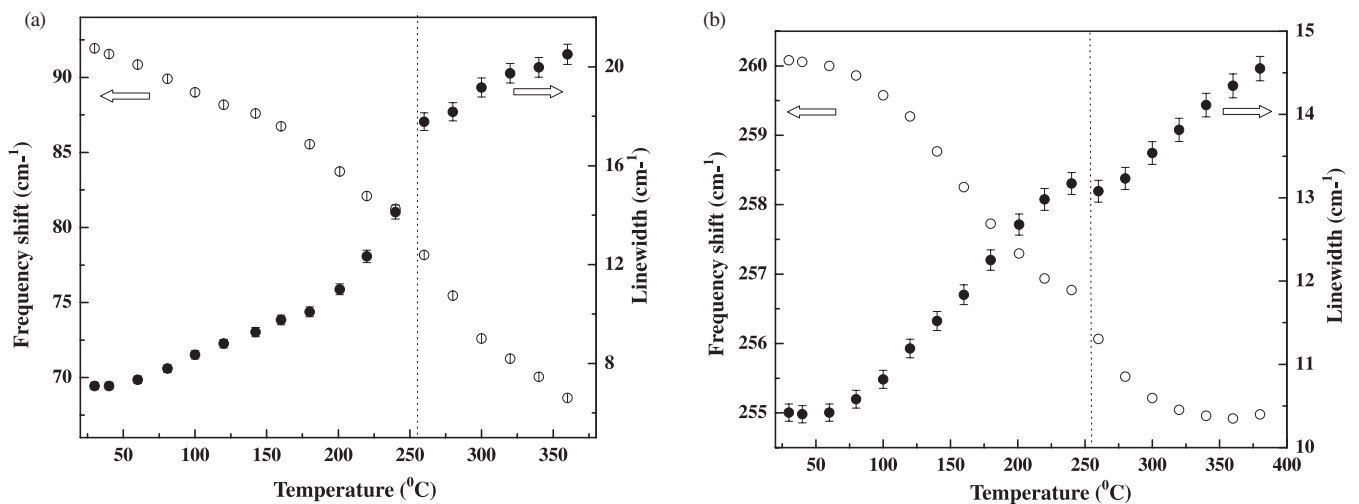 (a)
90
85
80
75
70
Frequency shift (cm-1)
20
16
12
8
Linewidth (cm-1)
50 100 150 200 250 300 350
Temperature (⁰C)
(b)
260
259
258
257
256
255
Frequency shift (cm-1)
15
14
13
12
11
10
Linewidth (cm-1)
50 100 150 200 250 300 350 400
Temperature (⁰C)